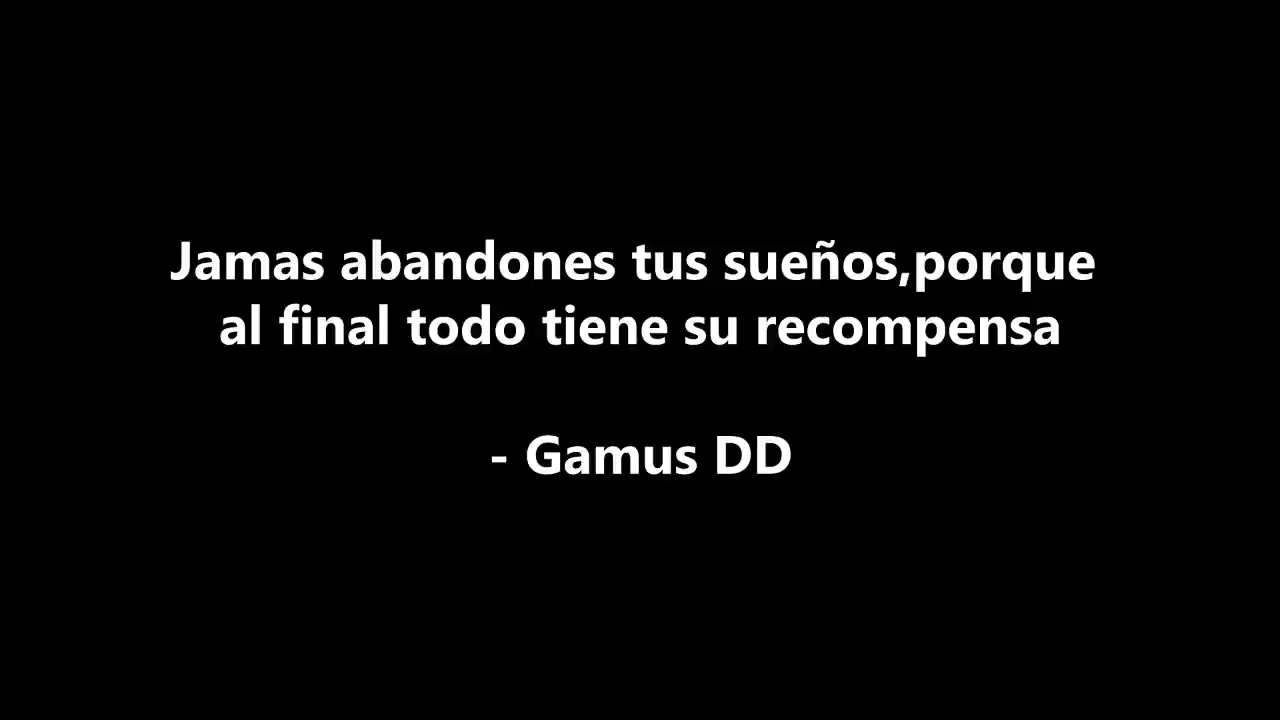 Jamas abandones tus sueños,porque
al final todo tiene su recompensa
- Gamus DD